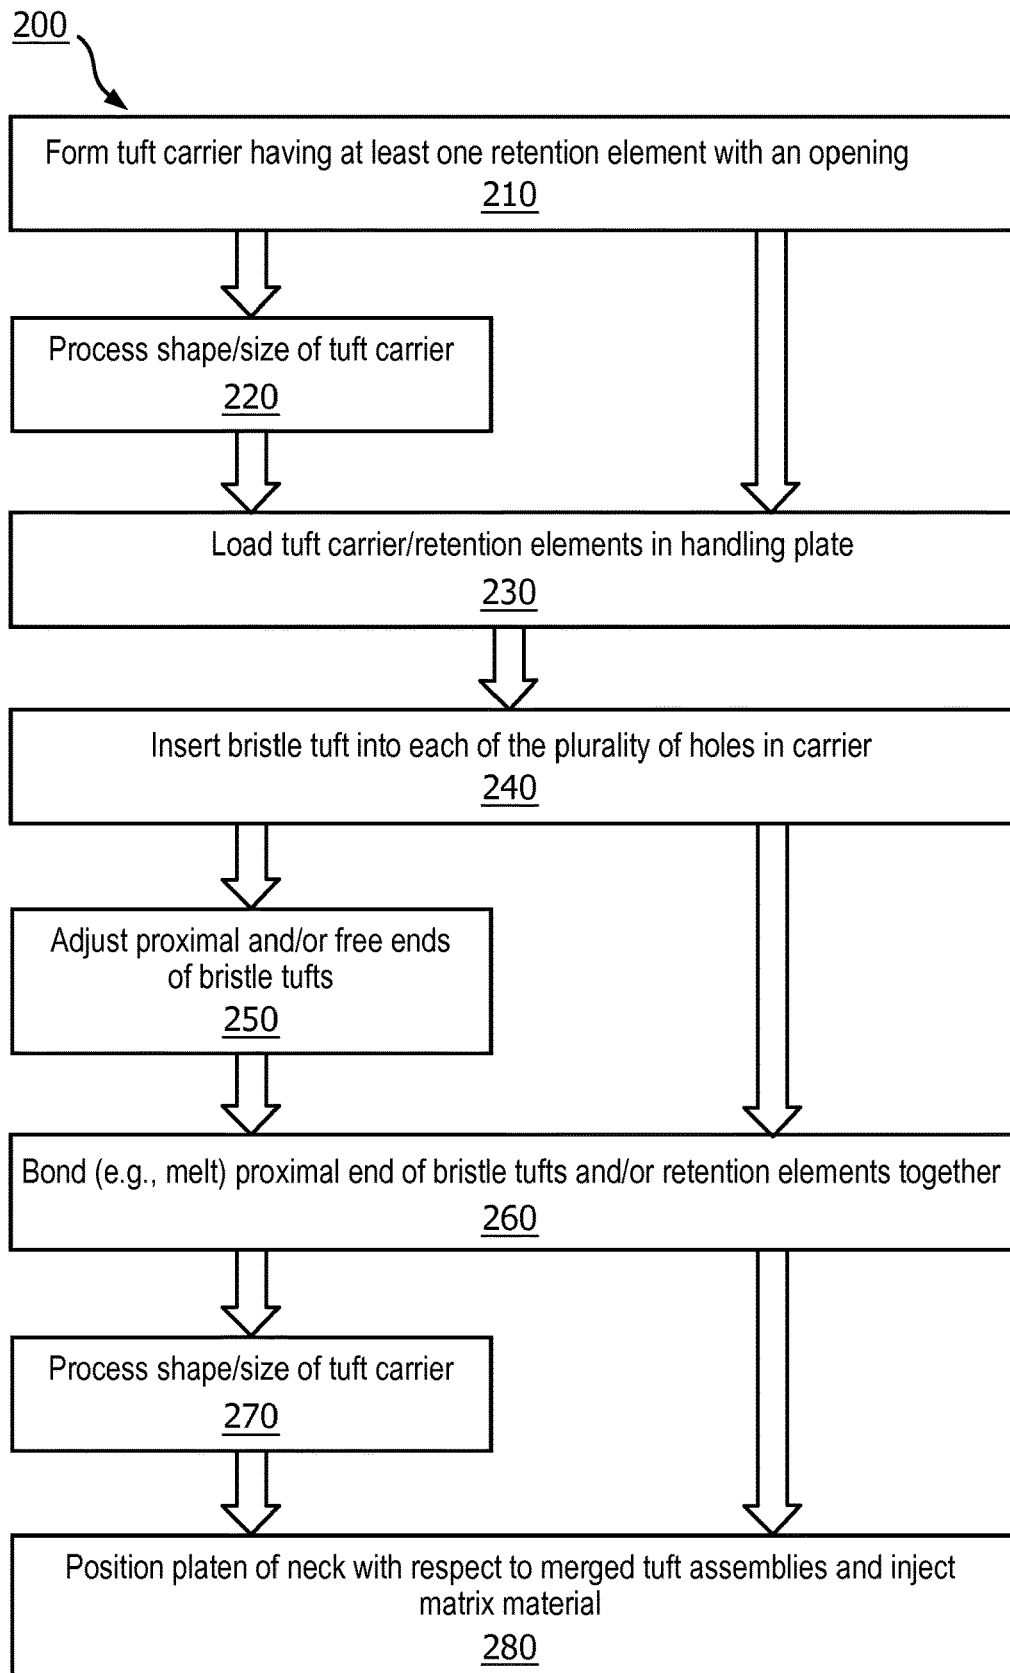 200
Form tuft carrier having at least one retention element with an opening
210
Process shape/size of tuft carrier
220
Load tuft carrier/retention elements in handling plate
230
Insert bristle tuft into each of the plurality of holes in carrier
240
Adjust proximal and/or free ends
of bristle tufts
250
Bond (e.g., melt) proximal end of bristle tufts and/or retention elements together
260
Process shape/size of tuft carrier
270
Position platen of neck with respect to merged tuft assemblies and inject
matrix material
280